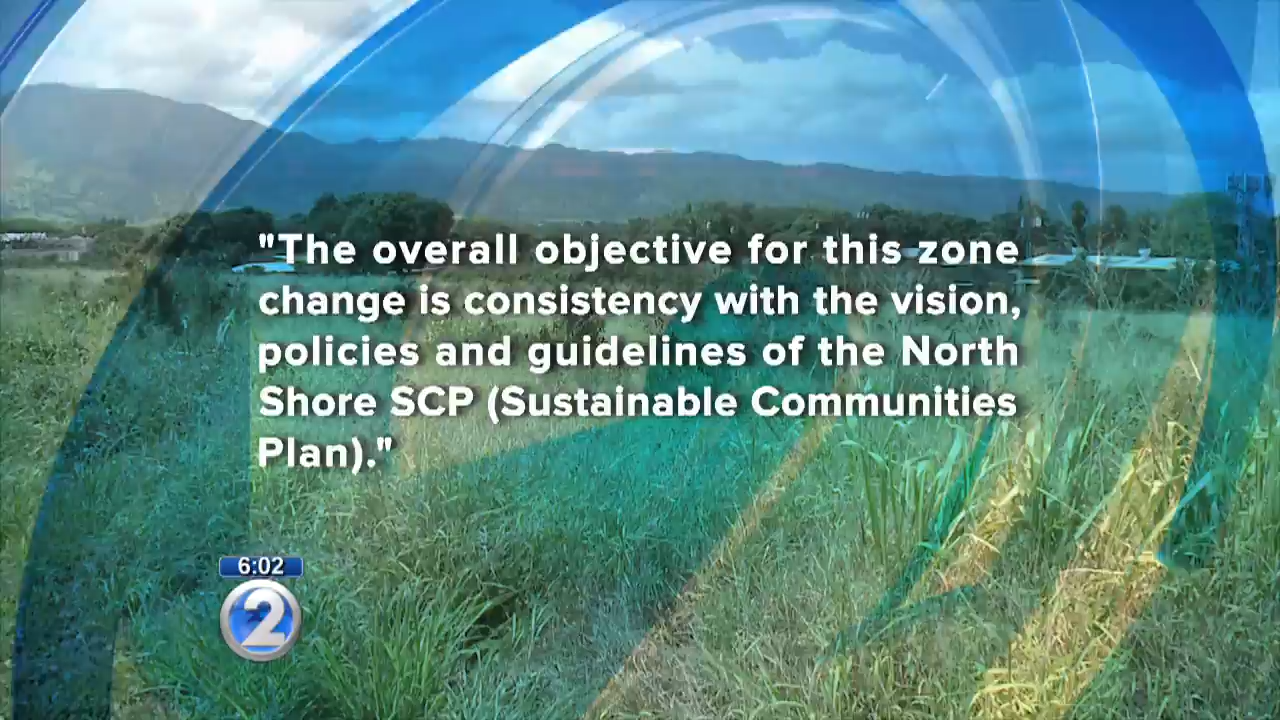 "The overall objective for this zone
change is consistency with the vision,
policies and guidelines of the North
Shore SCP (Sustainable Communities
Plan)."
6:02
2